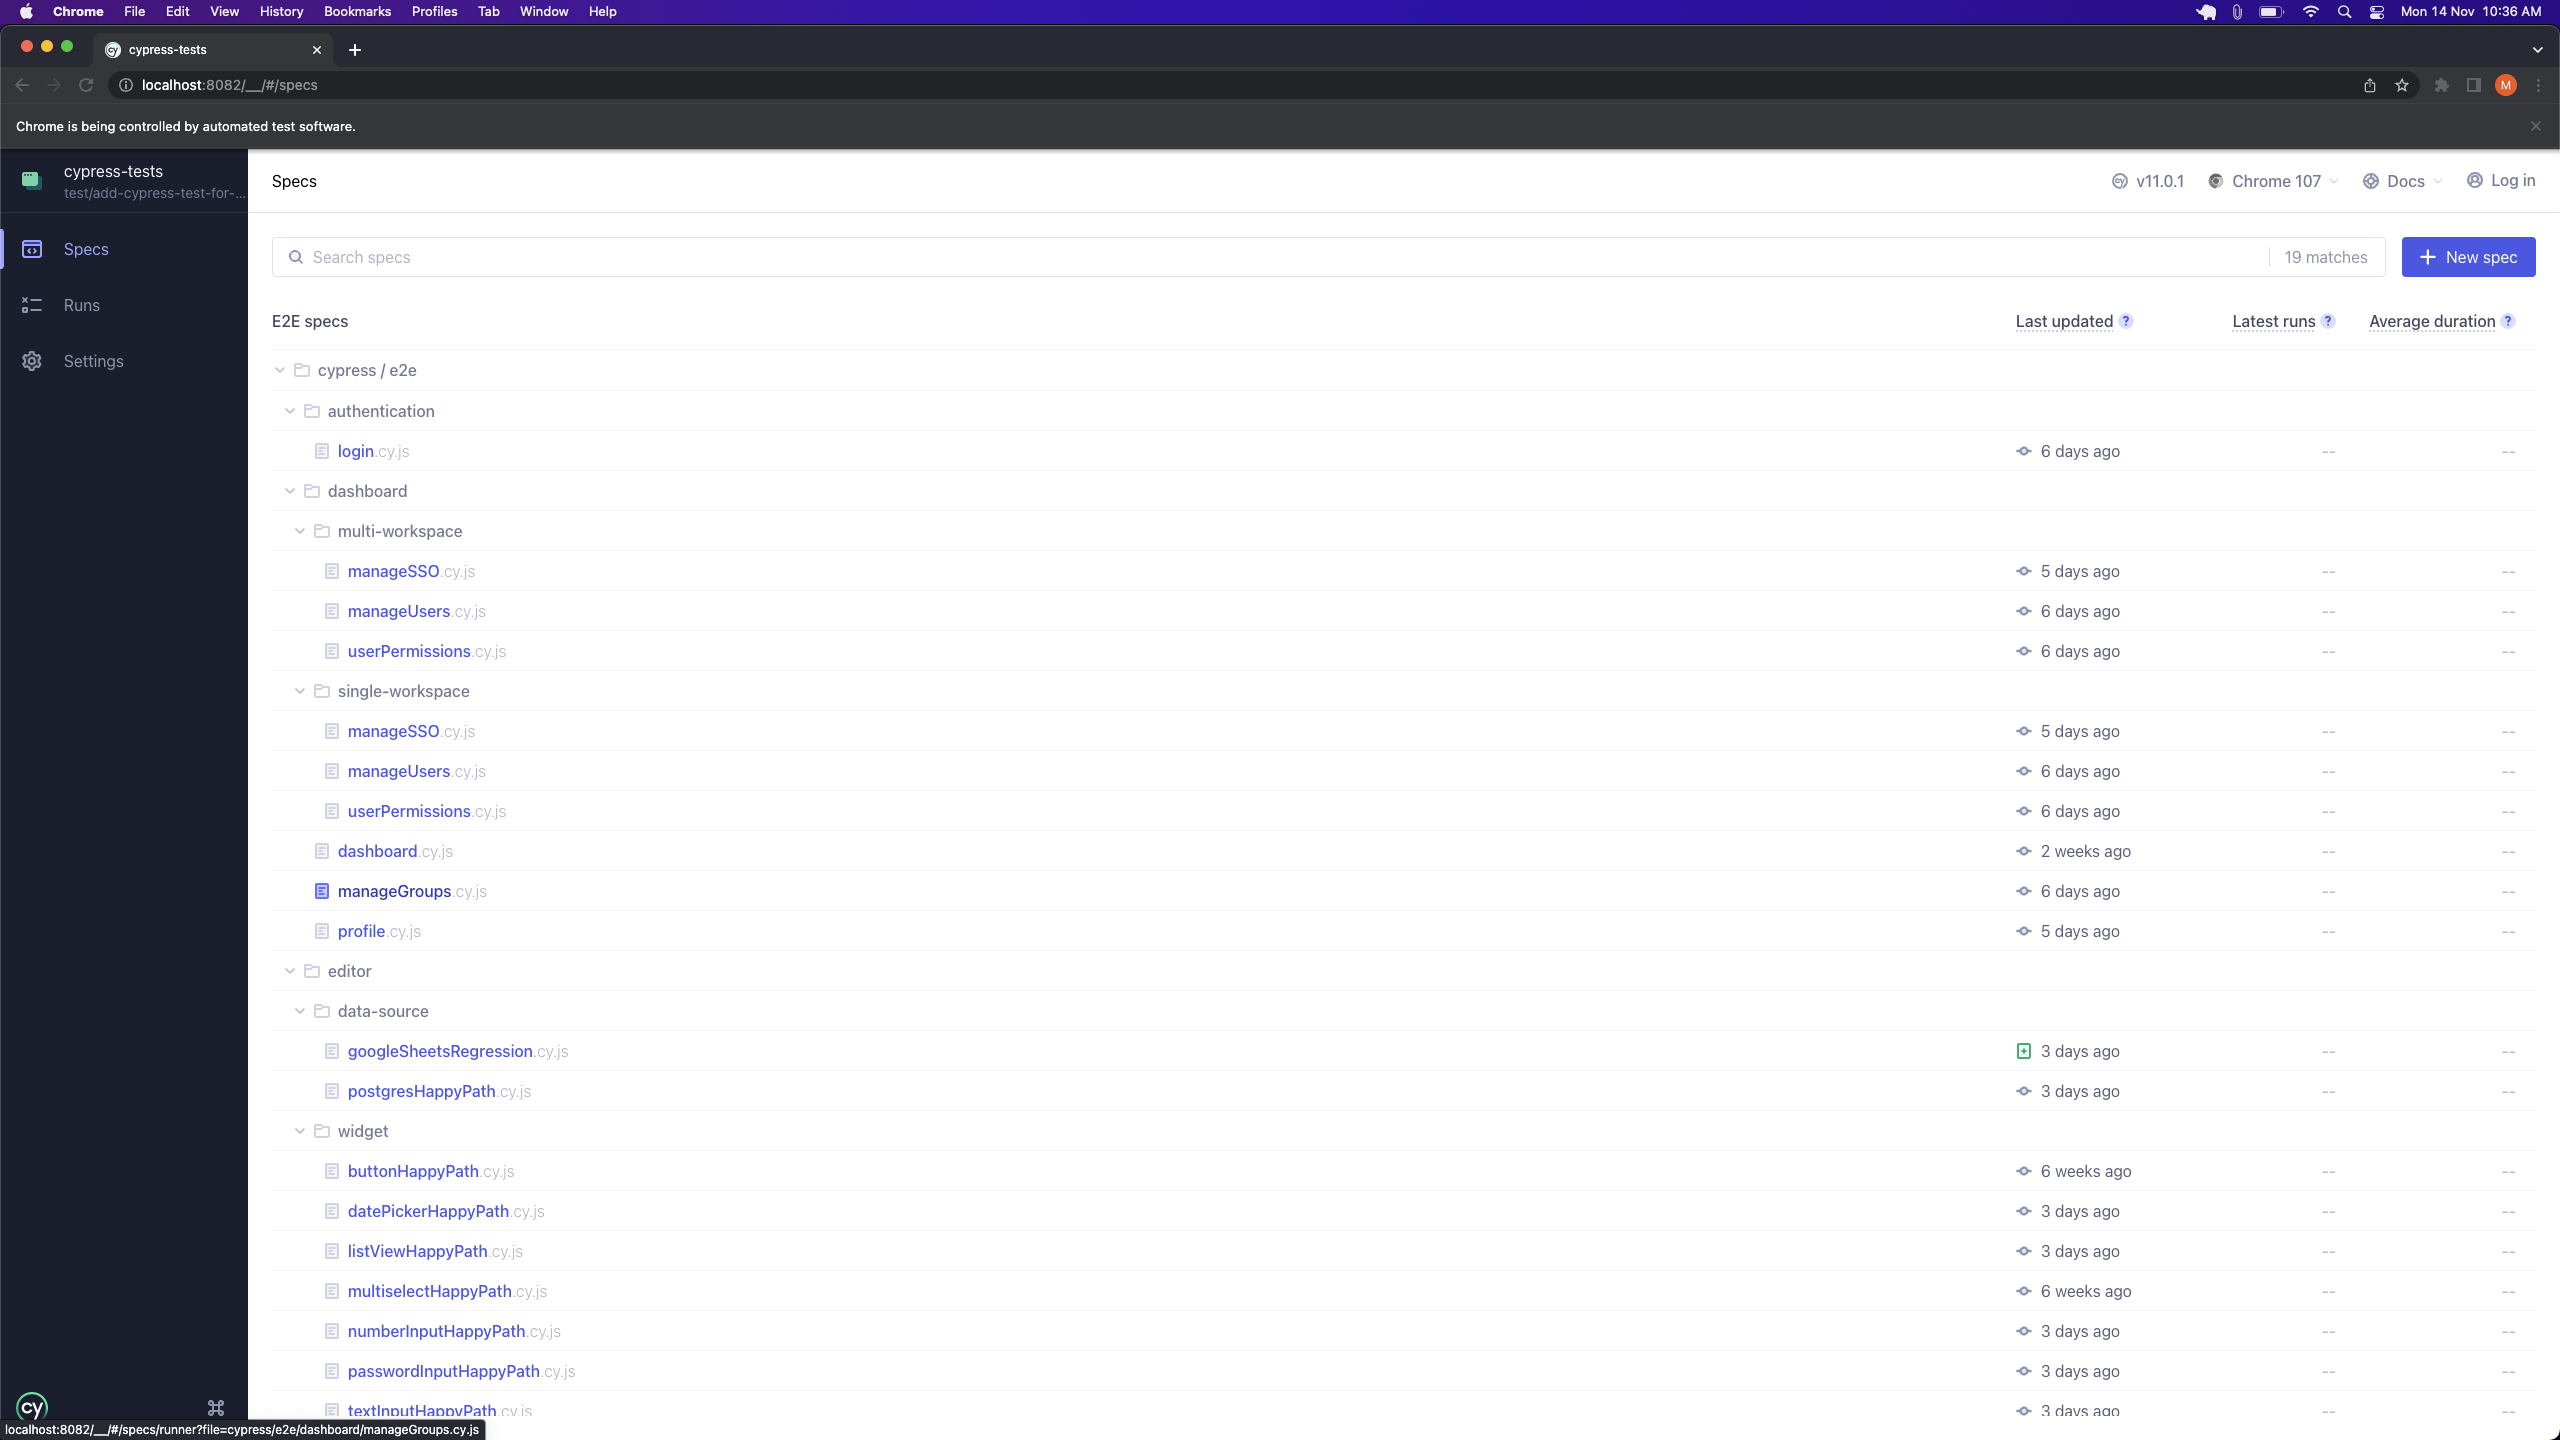 Chrome File Edit View History Bookmarks Profiles Tab Window Help Mon 14 Nov 10:36 AM
cypress-tests
localhost:8082/__/#/specs M
Chrome is being controlled by automated test software.
cypress-tests
test/add-cypress-test-for-...
Specs v11.0.1 Chrome 107 Docs Log in
Specs
Runs
Settings
Search specs 19 matches New spec
E2E specs Last updated ? Latest runs ? Average duration ?
cypress / e2e
authentication
login.cy.js 6 days ago -- --
dashboard
multi-workspace
manageSSO.cy.js 5 days ago -- --
manageUsers.cy.js 6 days ago -- --
userPermissions.cy.js 6 days ago -- --
single-workspace
manageSSO.cy.js 5 days ago -- --
manageUsers.cy.js 6 days ago -- --
userPermissions.cy.js 6 days ago -- --
dashboard.cy.js 2 weeks ago -- --
manageGroups.cy.js 6 days ago -- --
profile.cy.js 5 days ago -- --
editor
data-source
googleSheetsRegression.cy.js 3 days ago -- --
postgresHappyPath.cy.js 3 days ago -- --
widget
buttonHappyPath.cy.js 6 weeks ago -- --
datePickerHappyPath.cy.js 3 days ago -- --
listViewHappyPath.cy.js 3 days ago -- --
multiselectHappyPath.cy.js 6 weeks ago -- --
numberInputHappyPath.cy.js 3 days ago -- --
passwordInputHappyPath.cy.js 3 days ago -- --
textInputHappyPath.cy.js 3 days ago -- --
cy
localhost:8082/__/#/specs/runner?file=cypress/e2e/dashboard/manageGroups.cy.js